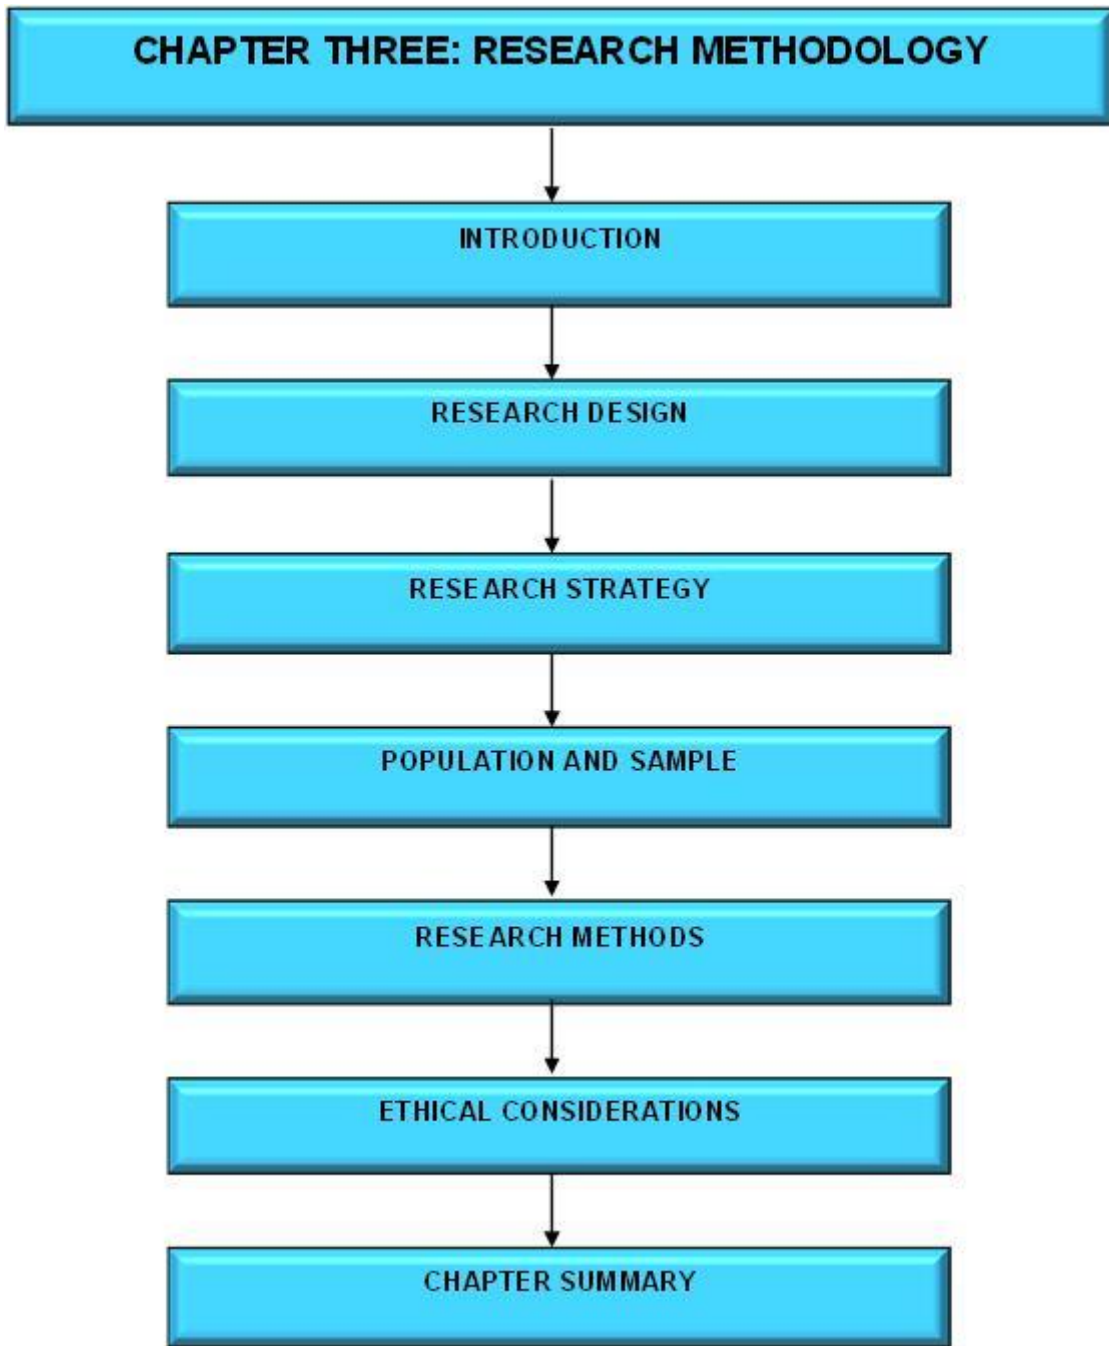 CHAPTER THREE: RESEARCH METHODOLOGY
INTRODUCTION
RESEARCH DESIGN
RESEARCH STRATEGY
POPULATION AND SAMPLE
RESEARCH METHODS
ETHICAL CONSIDERATIONS
CHAPTER SUMMARY